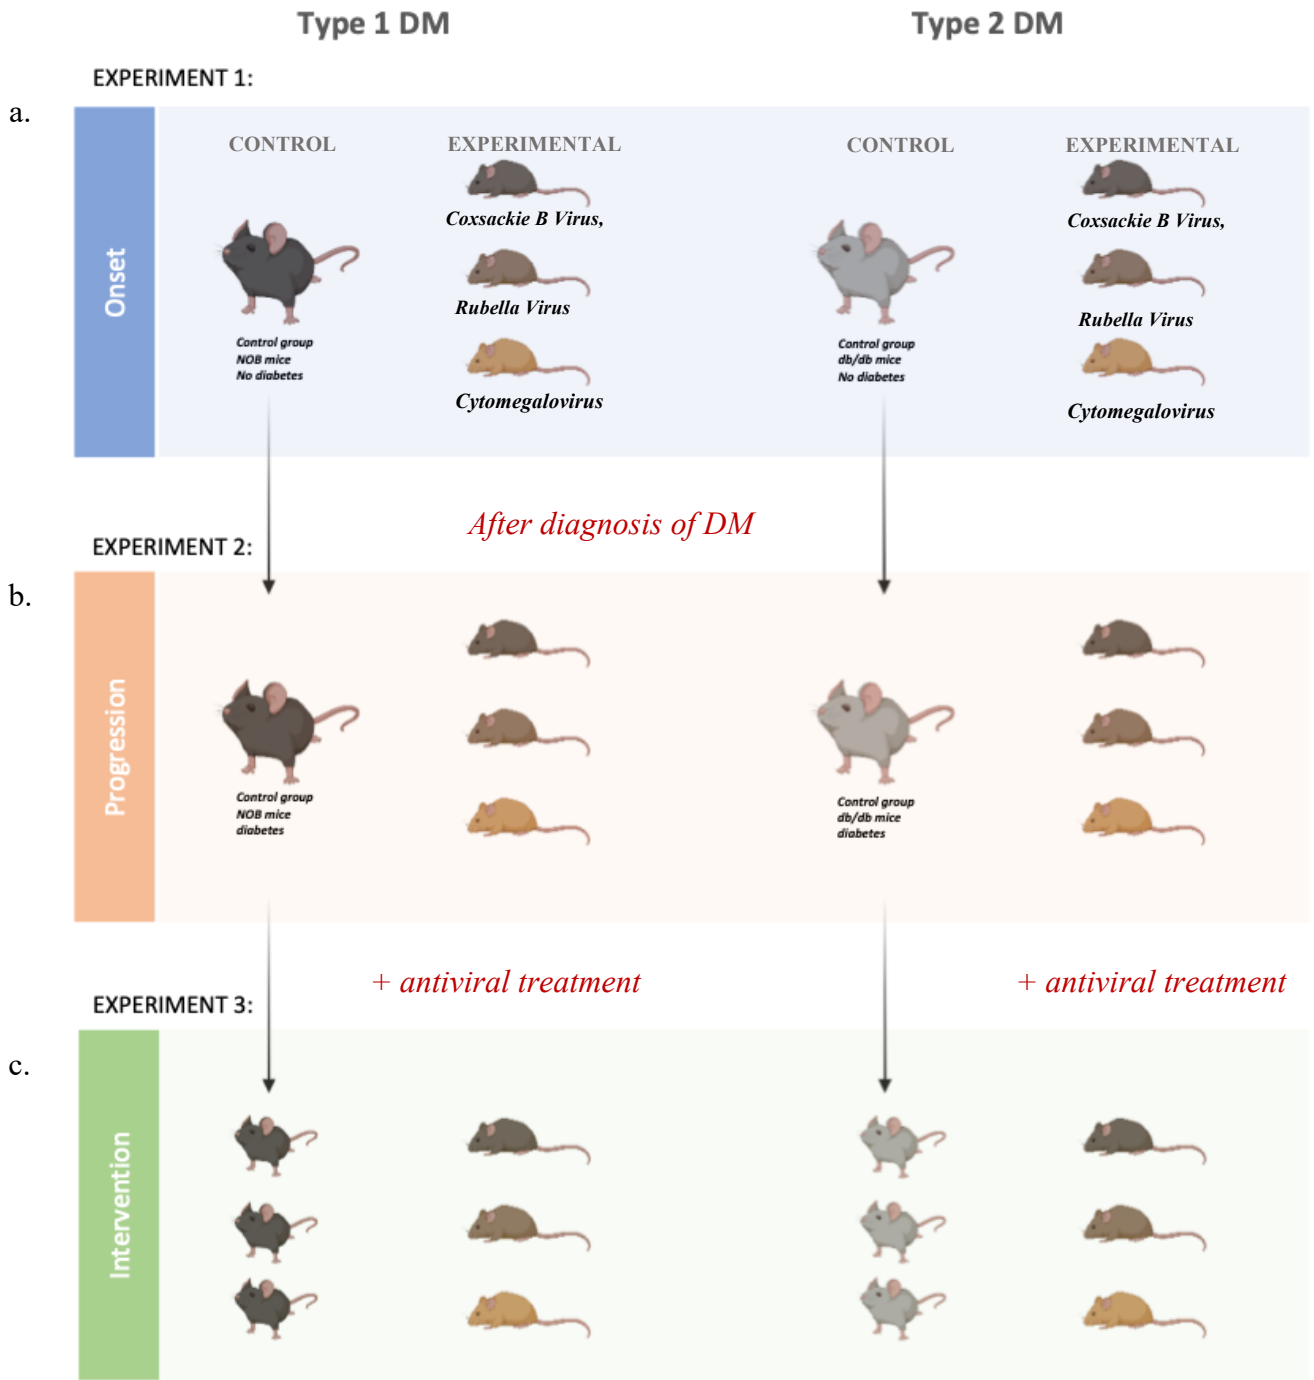 Type 1 DM
Type 2 DM
EXPERIMENT 1:
a.
Onset
CONTROL
EXPERIMENTAL
Coxsackie B Virus,
Rubella Virus
Cytomegalovirus
Control group
NOB mice
No diabetes
CONTROL
EXPERIMENTAL
Coxsackie B Virus,
Rubella Virus
Cytomegalovirus
Control group
db/db mice
No diabetes
After diagnosis of DM
EXPERIMENT 2:
b.
Progression
Control group
NOB mice
diabetes
Control group
db/db mice
diabetes
+ antiviral treatment
+ antiviral treatment
EXPERIMENT 3:
c.
Intervention